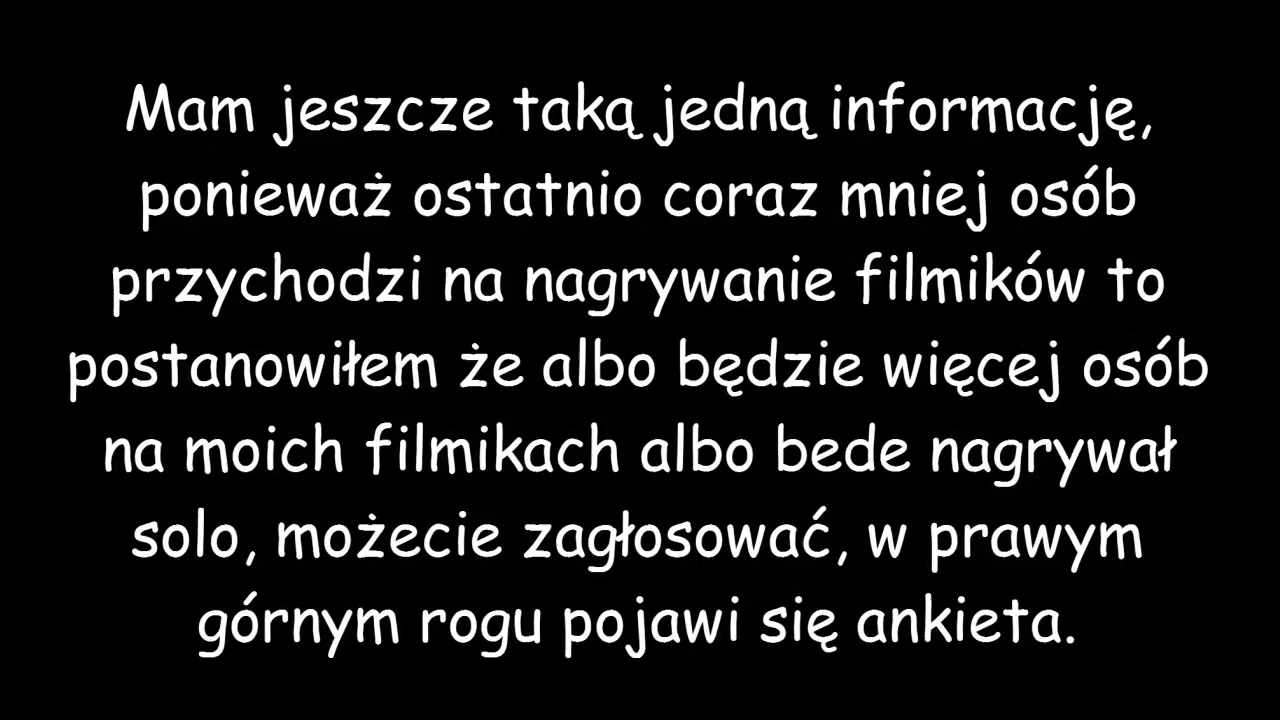 Mam jeszcze taką jedną informację,
ponieważ ostatnio coraz mniej osób
przychodzi na nagrywanie filmików to
postanowiłem że albo będzie więcej osób
na moich filmikach albo bede nagrywał
solo, możecie zagłosować, w prawym
górnym rogu pojawi się ankieta.